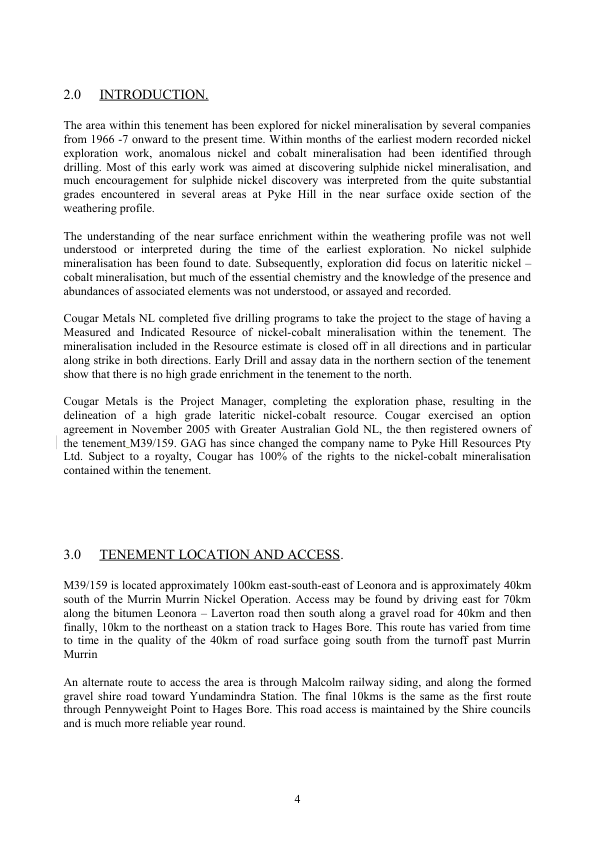 2.0 INTRODUCTION.
The area within this tenement has been explored for nickel mineralisation by several companies
from 1966 -7 onward to the present time. Within months of the earliest modern recorded nickel
exploration work, anomalous nickel and cobalt mineralisation had been identified through
drilling. Most of this early work was aimed at discovering sulphide nickel mineralisation, and
much encouragement for sulphide nickel discovery was interpreted from the quite substantial
grades encountered in several areas at Pyke Hill in the near surface oxide section of the
weathering profile.
The understanding of the near surface enrichment within the weathering profile was not well
understood or interpreted during the time of the earliest exploration. No nickel sulphide
mineralisation has been found to date. Subsequently, exploration did focus on lateritic nickel –
cobalt mineralisation, but much of the essential chemistry and the knowledge of the presence and
abundances of associated elements was not understood, or assayed and recorded.
Cougar Metals NL completed five drilling programs to take the project to the stage of having a
Measured and Indicated Resource of nickel-cobalt mineralisation within the tenement. The
mineralisation included in the Resource estimate is closed off in all directions and in particular
along strike in both directions. Early Drill and assay data in the northern section of the tenement
show that there is no high grade enrichment in the tenement to the north.
Cougar Metals is the Project Manager, completing the exploration phase, resulting in the
delineation of a high grade lateritic nickel-cobalt resource. Cougar exercised an option
agreement in November 2005 with Greater Australian Gold NL, the then registered owners of
the tenement M39/159. GAG has since changed the company name to Pyke Hill Resources Pty
Ltd. Subject to a royalty, Cougar has 100% of the rights to the nickel-cobalt mineralisation
contained within the tenement.
3.0 TENEMENT LOCATION AND ACCESS.
M39/159 is located approximately 100km east-south-east of Leonora and is approximately 40km
south of the Murrin Murrin Nickel Operation. Access may be found by driving east for 70km
along the bitumen Leonora – Laverton road then south along a gravel road for 40km and then
finally, 10km to the northeast on a station track to Hages Bore. This route has varied from time
to time in the quality of the 40km of road surface going south from the turnoff past Murrin
Murrin
An alternate route to access the area is through Malcolm railway siding, and along the formed
gravel shire road toward Yundamindra Station. The final 10kms is the same as the first route
through Pennyweight Point to Hages Bore. This road access is maintained by the Shire councils
and is much more reliable year round.
4